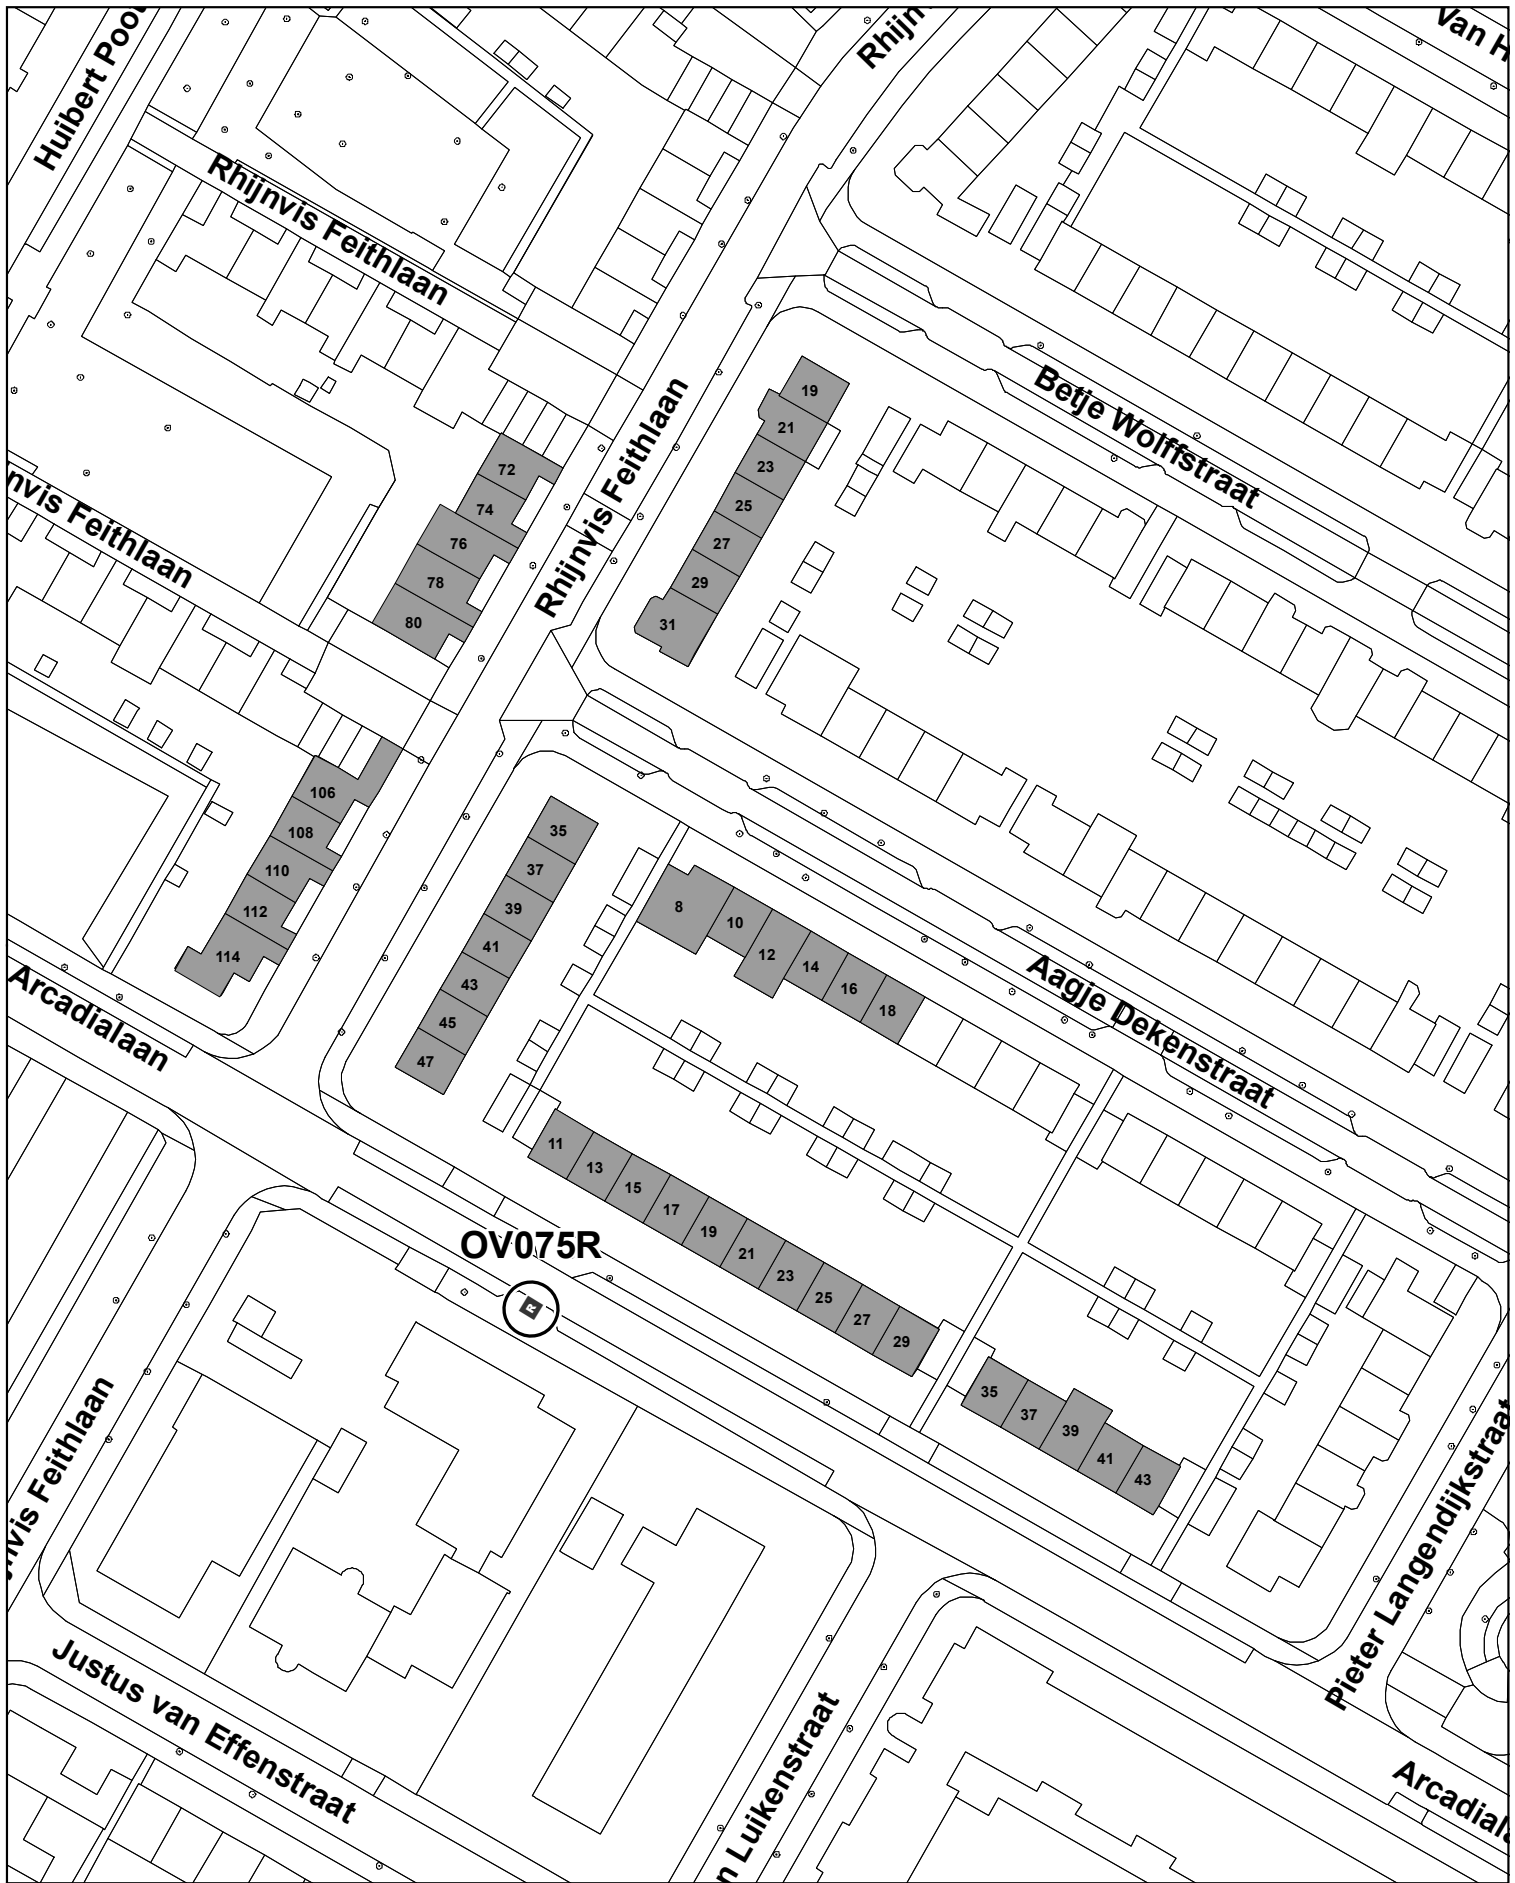 Huibert Poo
Rhijn
Van H
Rhijnvis Feithlaan
Betje Wolffstraat
Rhijnvis Feithlaan
nvis Feithlaan
19
21
23
25
27
29
31
72
74
76
78
80
106
108
110
112
114
35
37
39
41
43
45
47
8
10
12
14
16
18
Aagje Dekenstraat
Arcadialaan
11
13
15
17
19
21
23
25
27
29
OV075R
R
35
37
39
41
43
nvis Feithlaan
Pieter Langendijkstraat
Justus van Effenstraat
n Luikenstraat
Arcadiala